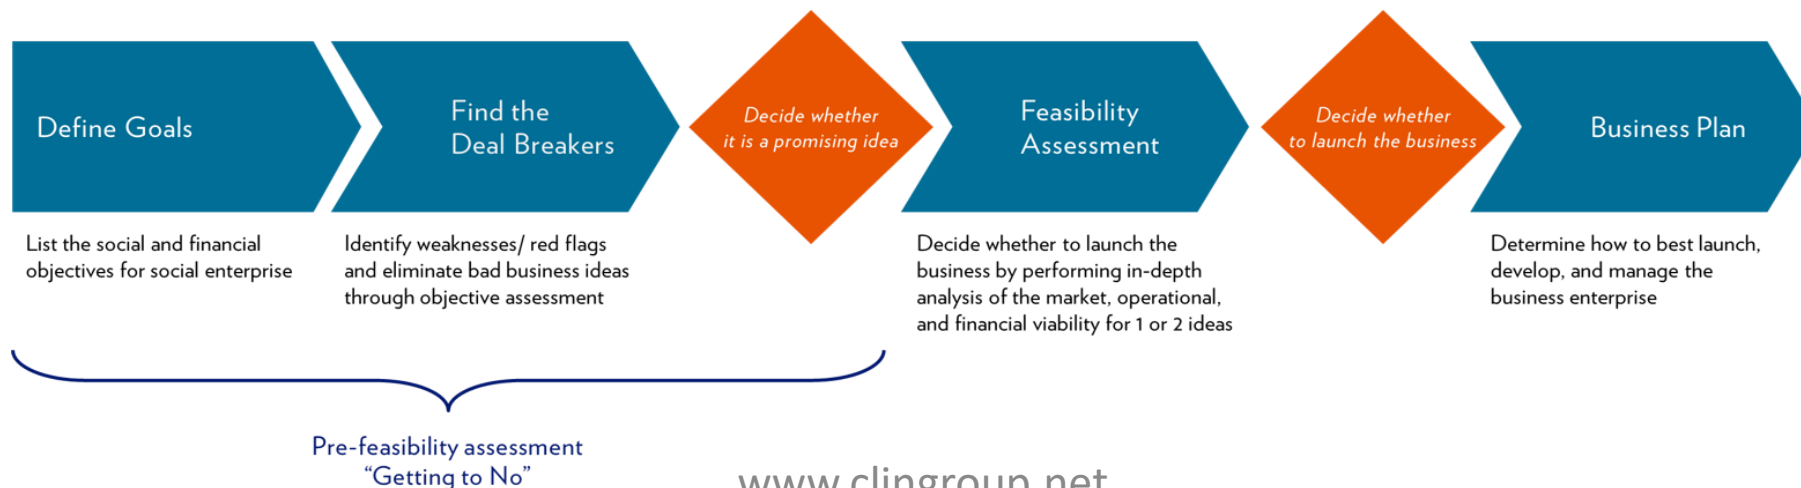 Define Goals
Find the
Deal Breakers
Decide whether
it is a promising idea
Feasibility
Assessment
Decide whether
to launch the business
Business Plan
List the social and financial
objectives for social enterprise
Identify weaknesses/ red flags
and eliminate bad business ideas
through objective assessment
Decide whether to launch the
business by performing in-depth
analysis of the market, operational,
and financial viability for 1 or 2 ideas
Determine how to best launch,
develop, and manage the
business enterprise
Pre-feasibility assessment
“Getting to No”
www.clingroup.net